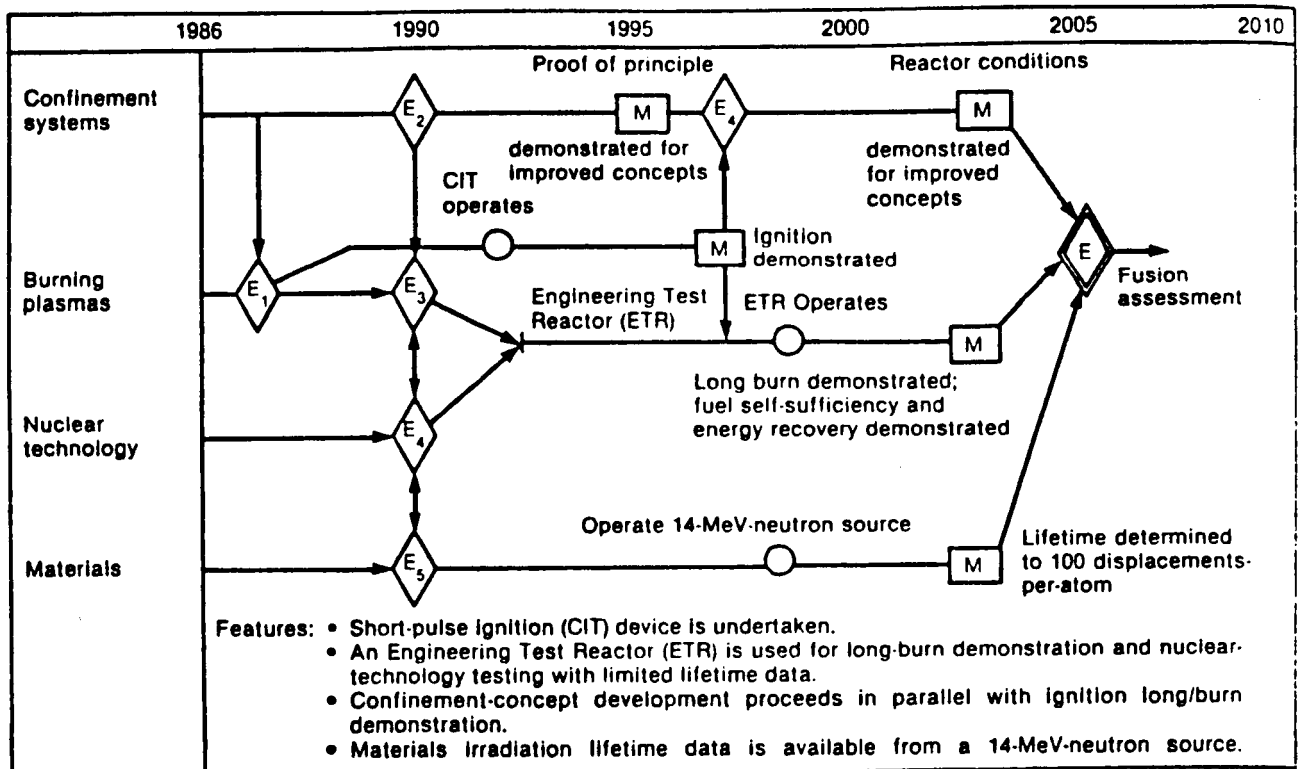 1986 1990 1995 2000 2005 2010
Proof of principle
Reactor conditions
Confinement
systems
E2
M
E4
M
demonstrated for
improved concepts
demonstrated
for improved
concepts
CIT
operates
M
Ignition
demonstrated
E
Fusion
assessment
Burning
plasmas
E1
E3
Engineering Test
Reactor (ETR)
ETR Operates
M
Long burn demonstrated;
fuel self-sufficiency and
energy recovery demonstrated
Nuclear
technology
E4
Operate 14-MeV-neutron source
Materials
E5
M
Lifetime determined
to 100 displacements-
per-atom
Features: • Short-pulse ignition (CIT) device is undertaken.
• An Engineering Test Reactor (ETR) is used for long-burn demonstration and nuclear-
technology testing with limited lifetime data.
• Confinement-concept development proceeds in parallel with ignition long/burn
demonstration.
• Materials irradiation lifetime data is available from a 14-MeV-neutron source.